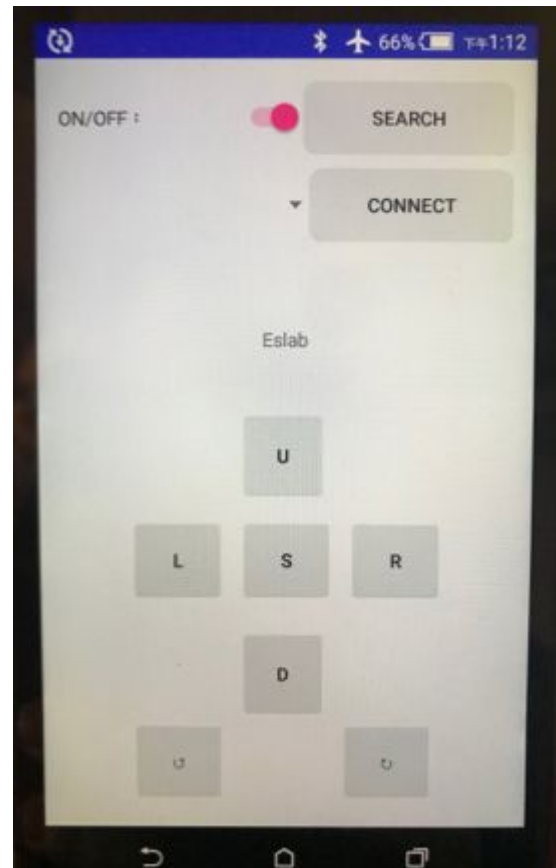 66% 下午1:12
ON/OFF : SEARCH
CONNECT
Eslab
U
L S R
D
↺ ↻